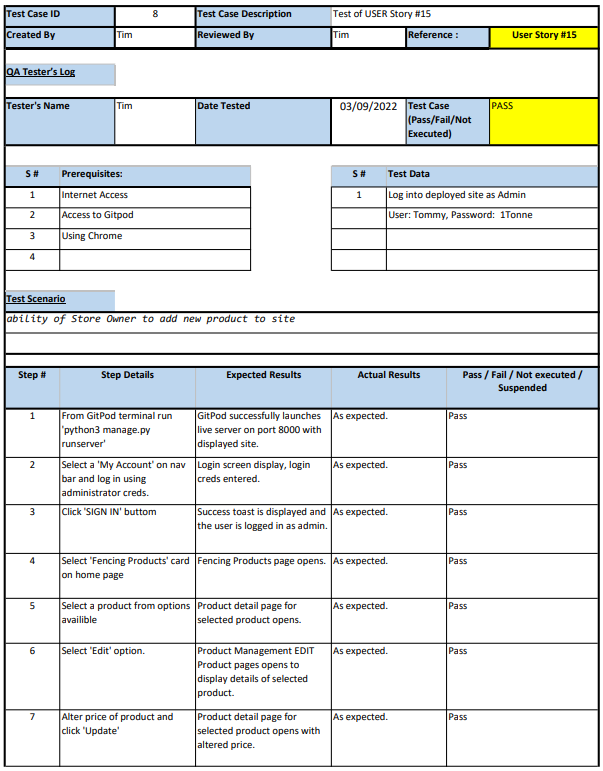 Test Case ID 8 Test Case Description Test of USER Story #15
Created By Tim Reviewed By Tim Reference : User Story #15
QA Tester's Log
Tester's Name Tim Date Tested 03/09/2022 Test Case PASS
(Pass/Fail/Not
Executed)
S # Prerequisites: S # Test Data
1 Internet Access 1 Log into deployed site as Admin
2 Access to Gitpod User: Tommy, Password: 1Tonne
3 Using Chrome
4
Test Scenario
ability of Store Owner to add new product to site
Step # Step Details Expected Results Actual Results Pass / Fail / Not executed /
Suspended
1 From GitPod terminal run GitPod successfully launches As expected. Pass
'python3 manage.py live server on port 8000 with
runserver' displayed site.
2 Select a 'My Account' on nav Login screen display, login As expected. Pass
bar and log in using creds entered.
administrator creds.
3 Click 'SIGN IN' buttom Success toast is displayed and As expected. Pass
the user is logged in as admin.
4 Select 'Fencing Products' card Fencing Products page opens. As expected. Pass
on home page
5 Select a product from options Product detail page for As expected. Pass
availible selected product opens.
6 Select 'Edit' option. Product Management EDIT As expected. Pass
Product pages opens to
display details of selected
product.
7 Alter price of product and Product detail page for As expected. Pass
click 'Update' selected product opens with
altered price.